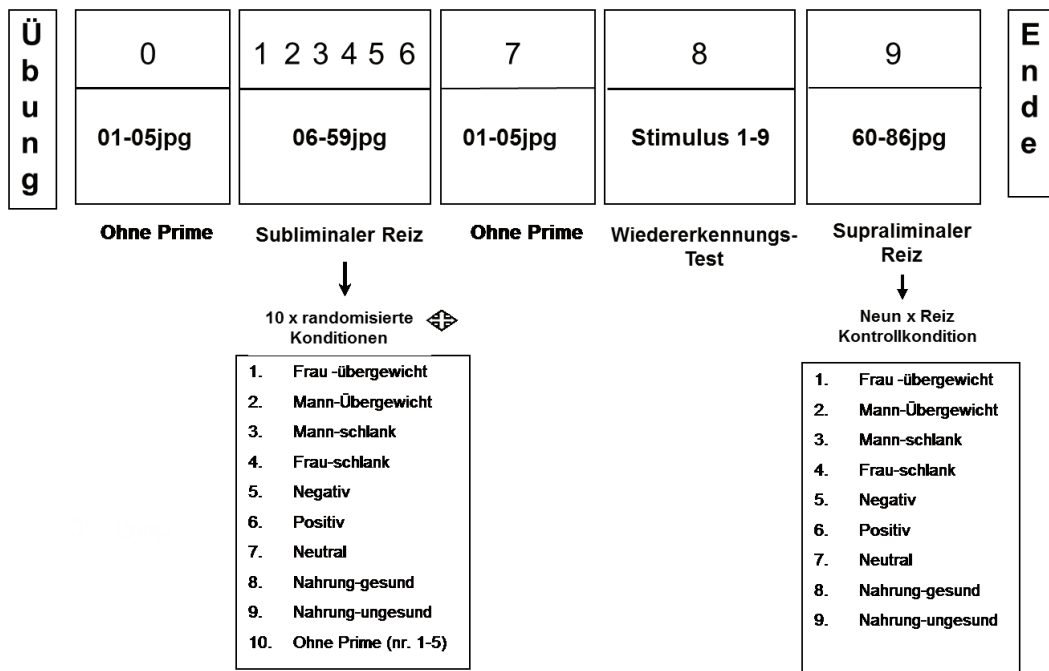 Übung
0
1 2 3 4 5 6
7
8
9
Ende
01-05jpg
06-59jpg
01-05jpg
Stimulus 1-9
60-86jpg
Ohne Prime
Subliminaler Reiz
Ohne Prime
Wiedererkennungs-
Test
Supraliminaler
Reiz
10 x randomisierte
Konditionen
1. Frau -übergewicht
2. Mann-Übergewicht
3. Mann-schlank
4. Frau-schlank
5. Negativ
6. Positiv
7. Neutral
8. Nahrung-gesund
9. Nahrung-ungesund
10. Ohne Prime (nr. 1-5)
Neun x Reiz
Kontrollkondition
1. Frau -übergewicht
2. Mann-Übergewicht
3. Mann-schlank
4. Frau-schlank
5. Negativ
6. Positiv
7. Neutral
8. Nahrung-gesund
9. Nahrung-ungesund